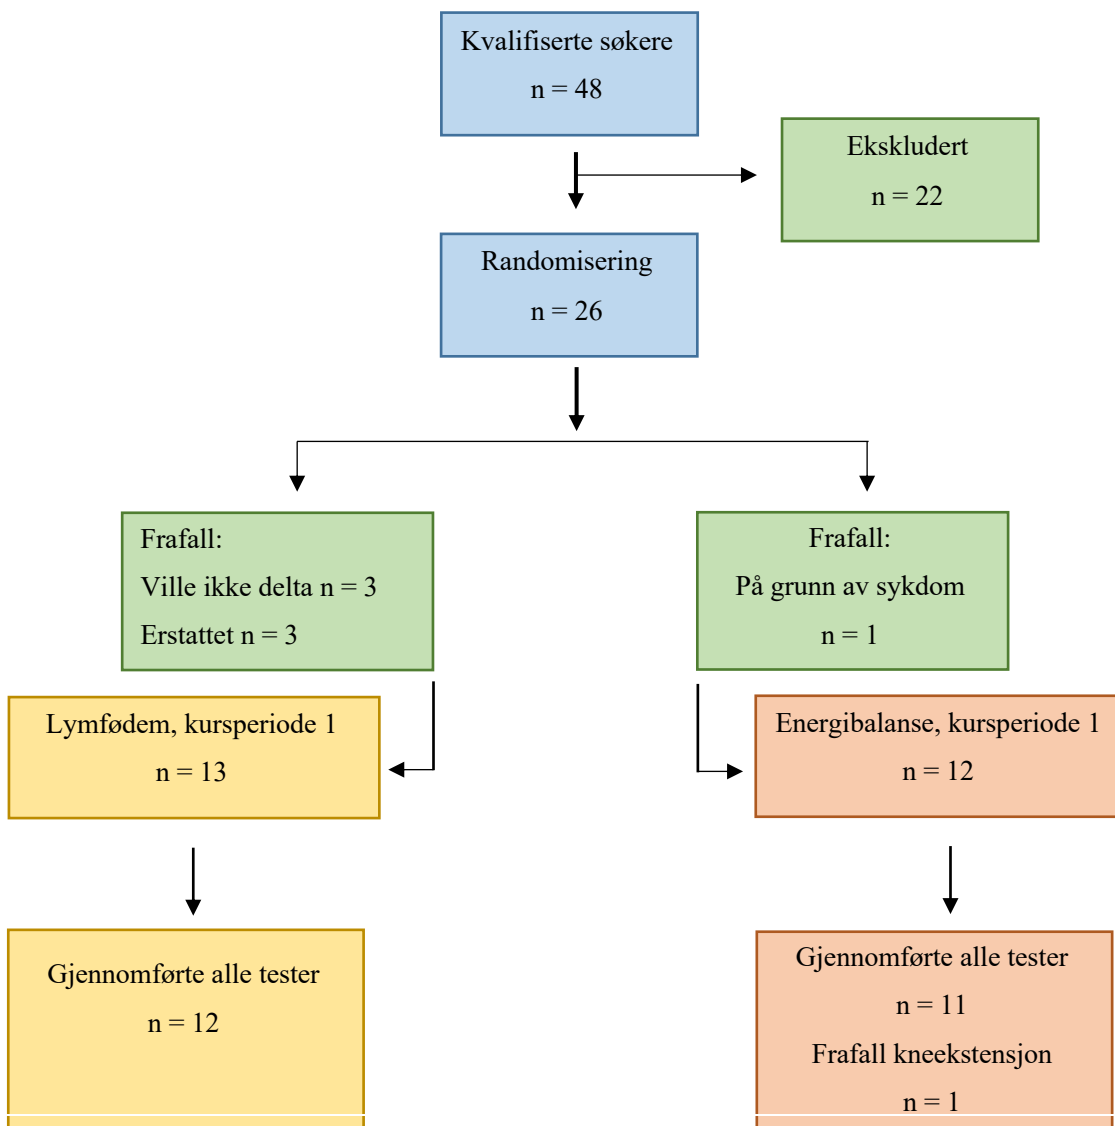 Kvalifiserte søkere
n = 48
Ekskludert
n = 22
Randomisering
n = 26
Frafall:
Ville ikke delta n = 3
Erstattet n = 3
Frafall:
På grunn av sykdom
n = 1
Lymfødem, kursperiode 1
n = 13
Energibalanse, kursperiode 1
n = 12
Gjennomførte alle tester
n = 12
Gjennomførte alle tester
n = 11
Frafall kneekstensjon
n = 1